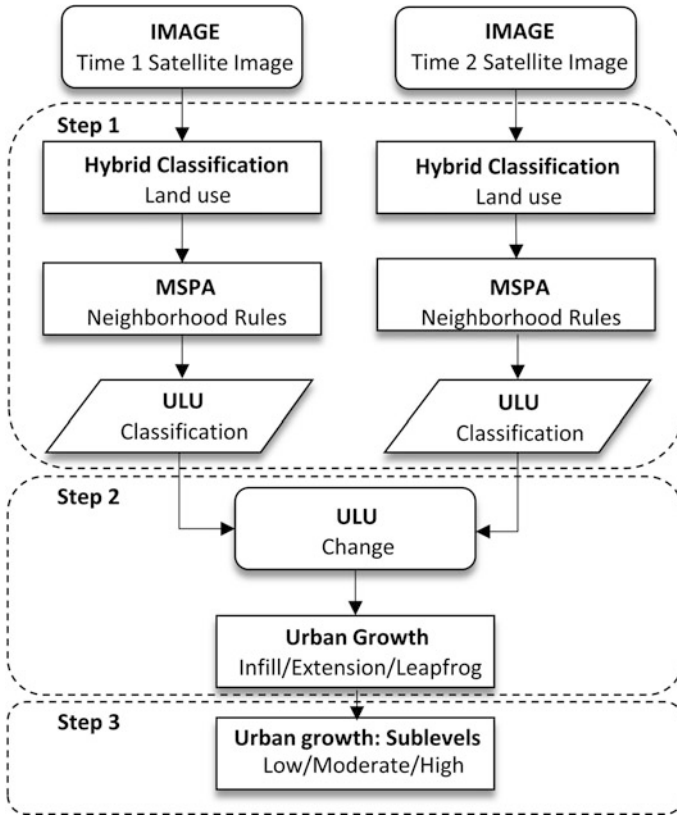 IMAGE
Time 1 Satellite Image
IMAGE
Time 2 Satellite Image
Step 1
Hybrid Classification
Land use
Hybrid Classification
Land use
MSPA
Neighborhood Rules
MSPA
Neighborhood Rules
ULU
Classification
ULU
Classification
Step 2
ULU
Change
Urban Growth
Infill/Extension/Leapfrog
Step 3
Urban growth: Sublevels
Low/Moderate/High